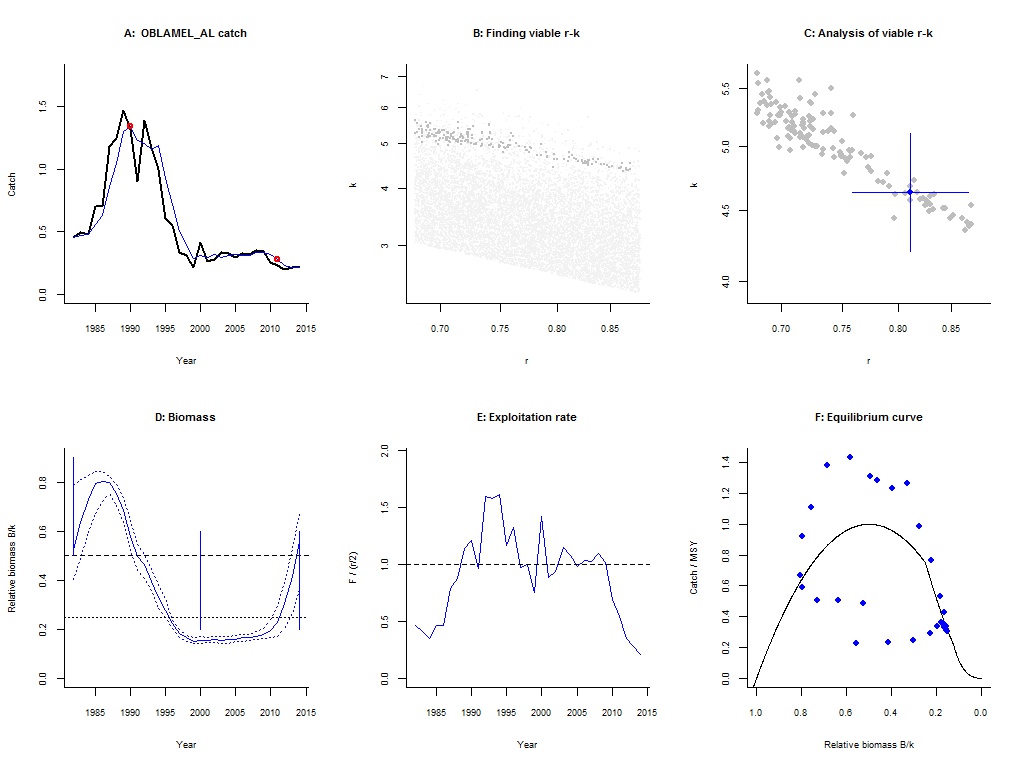 A:  OBLAMEL_AL catch
B: Finding viable r-k
C: Analysis of viable r-k
Catch
0.0
0.5
1.0
1.5
1985 1990 1995 2000 2005 2010 2015
Year
k
3
4
5
6
7
0.70 0.75 0.80 0.85
r
k
4.0
4.5
5.0
5.5
0.70 0.75 0.80 0.85
r
D: Biomass
E: Exploitation rate
F: Equilibrium curve
Relative biomass B/k
0.0
0.2
0.4
0.6
0.8
1985 1990 1995 2000 2005 2010 2015
Year
F / (r/2)
0.0
0.5
1.0
1.5
2.0
1985 1990 1995 2000 2005 2010 2015
Year
Catch / MSY
0.0
0.2
0.4
0.6
0.8
1.0
1.2
1.4
1.0 0.8 0.6 0.4 0.2 0.0
Relative biomass B/k